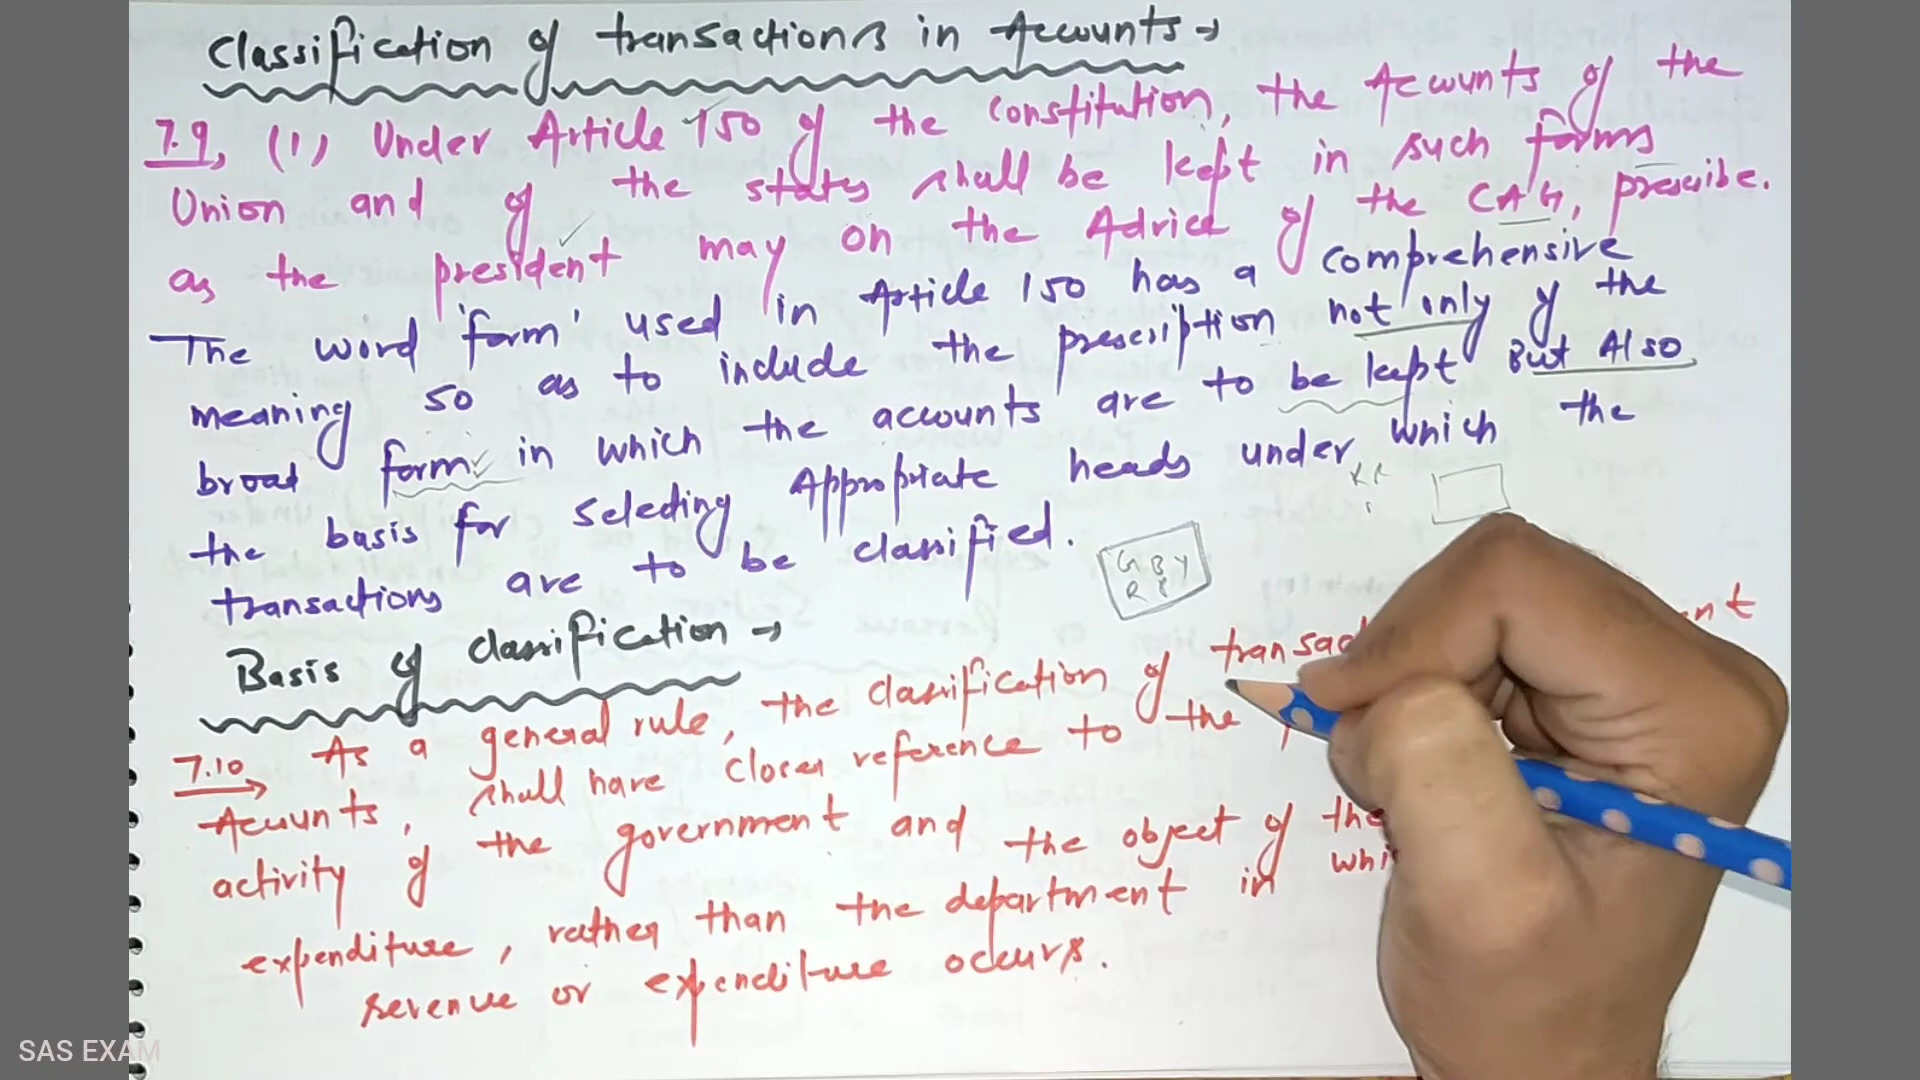 Classification of transactions in Accounts →
7.9, (1) Under Article 150 of the constitution, the Accounts of the
Union and of the states shall be kept in such forms
as the president may on the Advice of the CAG, prescribe.
The word 'form' used in Article 150 has a comprehensive
meaning so as to include the prescription not only of the
broad form in which the accounts are to be kept But Also
the basis for selecting Appropriate heads under which the
transactions are to be classified.
G B Y
R
Basis of classification →
7.10 As a general rule, the classification of transac ent
Accounts, shall have closer reference to the
activity of the government and the object of the
expenditure, rather than the department in whi
revenue or expenditure occurs.
SAS EXAM